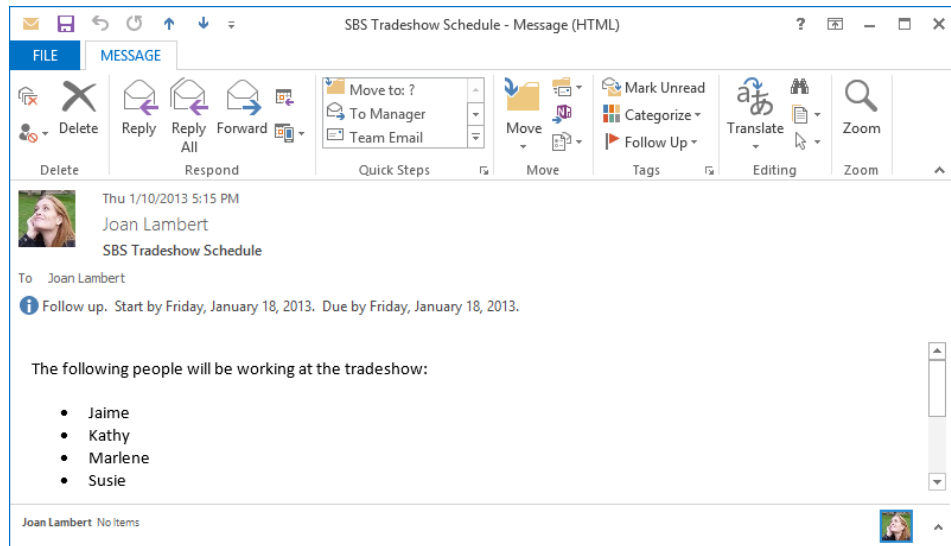 SBS Tradeshow Schedule - Message (HTML)
?
FILE MESSAGE
Delete
Reply Reply All Forward
Move to: ?
To Manager
Team Email
Move
Mark Unread
Categorize
Follow Up
Translate
Zoom
Delete Respond Quick Steps Move Tags Editing Zoom
Thu 1/10/2013 5:15 PM
Joan Lambert
SBS Tradeshow Schedule
To Joan Lambert
Follow up. Start by Friday, January 18, 2013. Due by Friday, January 18, 2013.
The following people will be working at the tradeshow:
• Jaime
• Kathy
• Marlene
• Susie
Joan Lambert No Items